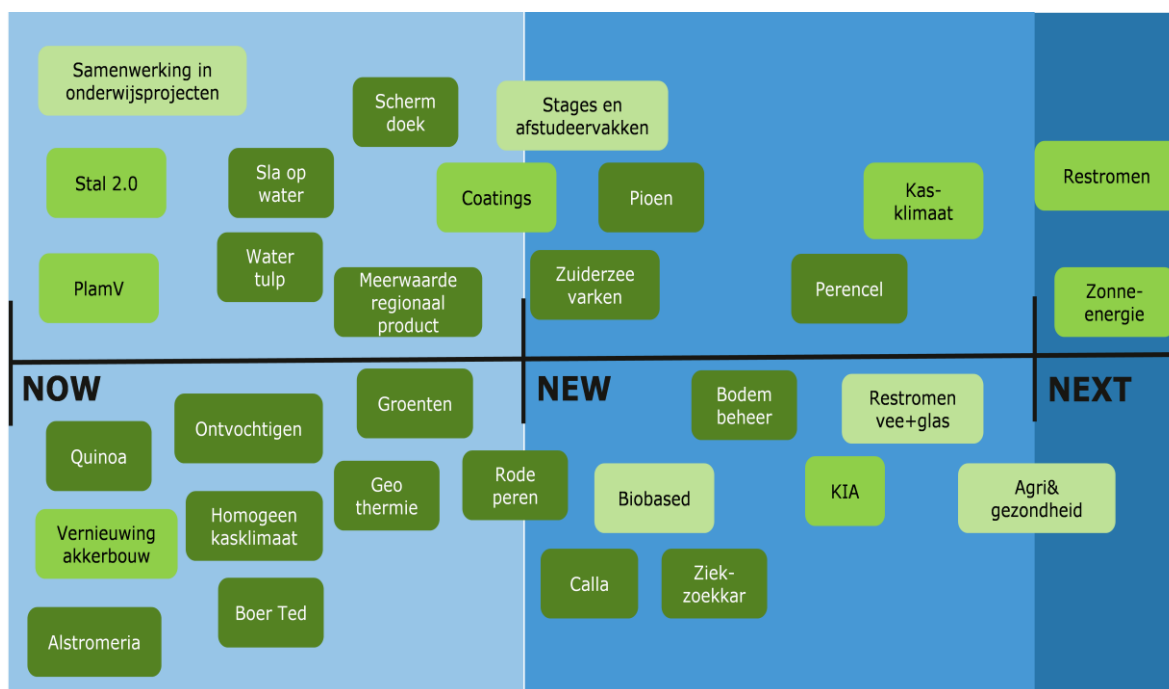 Samenwerking in
onderwijsprojecten
Scherm
doek
Stages en
afstudeervakken
Stal 2.0
Sla op
water
Coatings
Pioen
Kas-
klimaat
Restromen
PlamV
Water
tulp
Meerwaarde
regionaal
product
Zuiderzee
varken
Perencel
Zonne-
energie
NOW
NEW
NEXT
Groenten
Bodem
beheer
Restromen
vee+glas
Quinoa
Ontvochtigen
Geo
thermie
Rode
peren
Biobased
KIA
Agri&
gezondheid
Vernieuwing
akkerbouw
Homogeen
kasklimaat
Calla
Ziek-
zoekkar
Alstromeria
Boer Ted